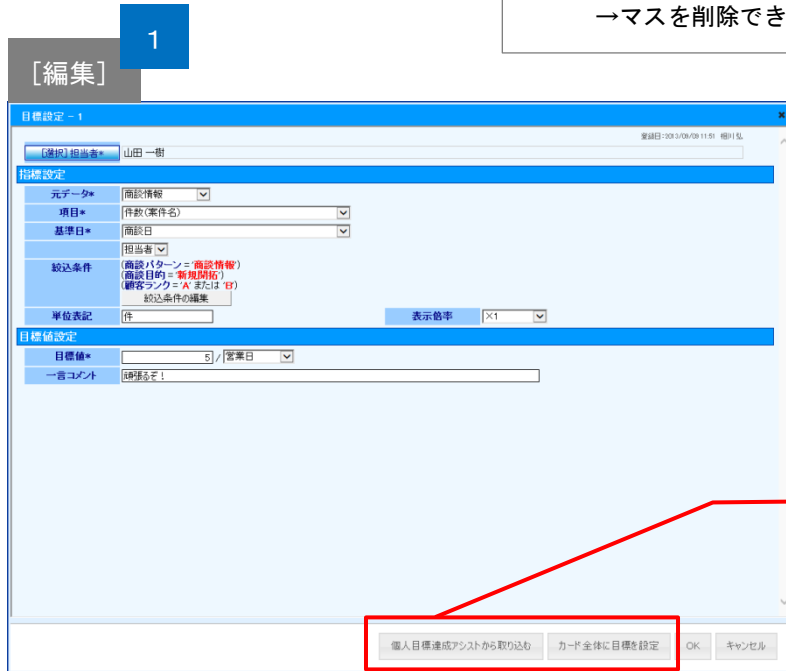 →マスを削除でき
1
［編集］
目標設定 - 1
登録日：2013/09/09 11:51
[選択] 担当者* 山田 一樹
指標設定
元データ* 商談情報
項目* 件数(案件名)
基準日* 商談日
担当者
絞込条件 (商談パターン = '商談情報')
(商談目的 = '新規開拓')
(顧客ランク = 'A' または 'B')
絞込条件の編集
単位表記 件 表示倍率 ×1
目標値設定
目標値* 5 / 営業日
一言コメント 頑張るぞ！
個人目標達成アシストから取り込む カード全体に目標を設定 OK キャンセル